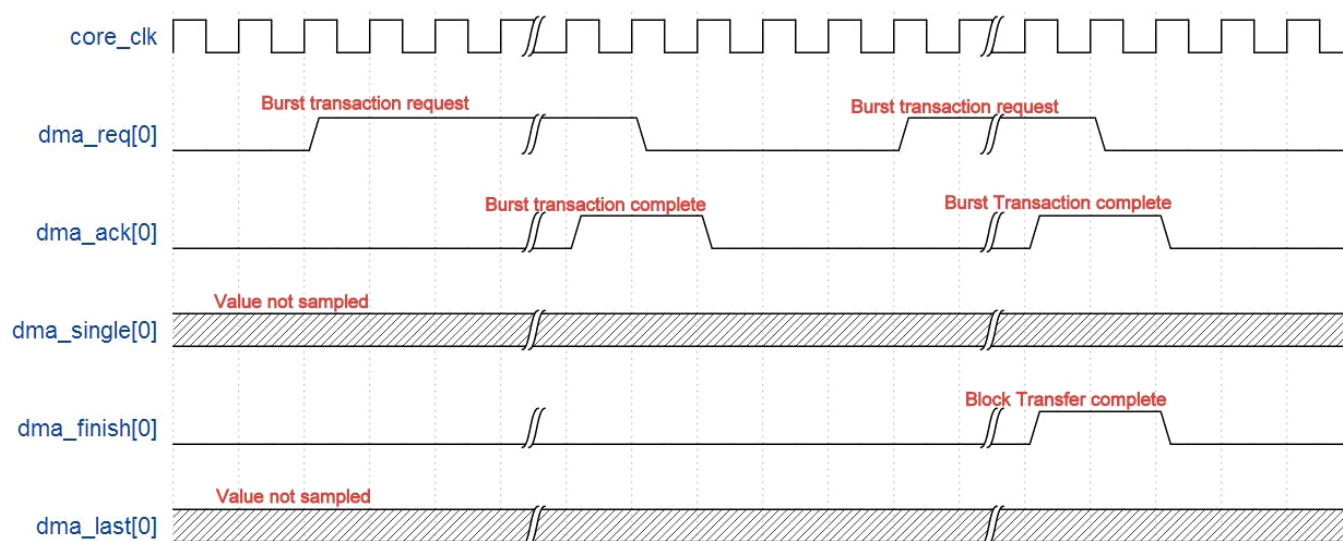 core_clk
Burst transaction request
Burst transaction request
dma_req[0]
Burst transaction complete
Burst Transaction complete
dma_ack[0]
Value not sampled
dma_single[0]
Block Transfer complete
dma_finish[0]
Value not sampled
dma_last[0]